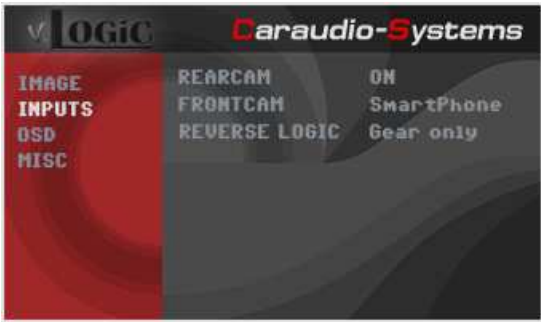 v.LOGiC Caraudio-Systems
IMAGE
INPUTS
OSD
MISC
REARCAM ON
FRONTCAM SmartPhone
REVERSE LOGIC Gear only